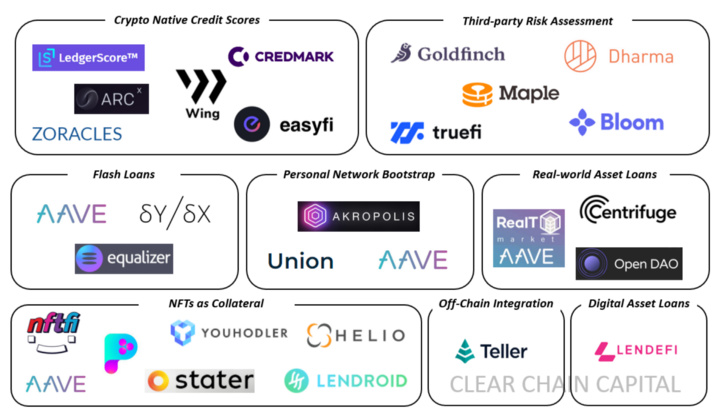 Crypto Native Credit Scores
LedgerScore™
CREDMARK
ARCx
Wing
ZORACLES
easyfi
Third-party Risk Assessment
Goldfinch
Dharma
Maple
truefi
Bloom
Flash Loans
AAVE
δY/δX
equalizer
Personal Network Bootstrap
AKROPOLIS
Union
AAVE
Real-world Asset Loans
RealT
market
AAVE
Centrifuge
Open DAO
NFTs as Collateral
nftfi
YOUHODLER
HELIO
AAVE
stater
LENDROID
Off-Chain Integration
Teller
Digital Asset Loans
LENDEFI
CLEAR CHAIN CAPITAL